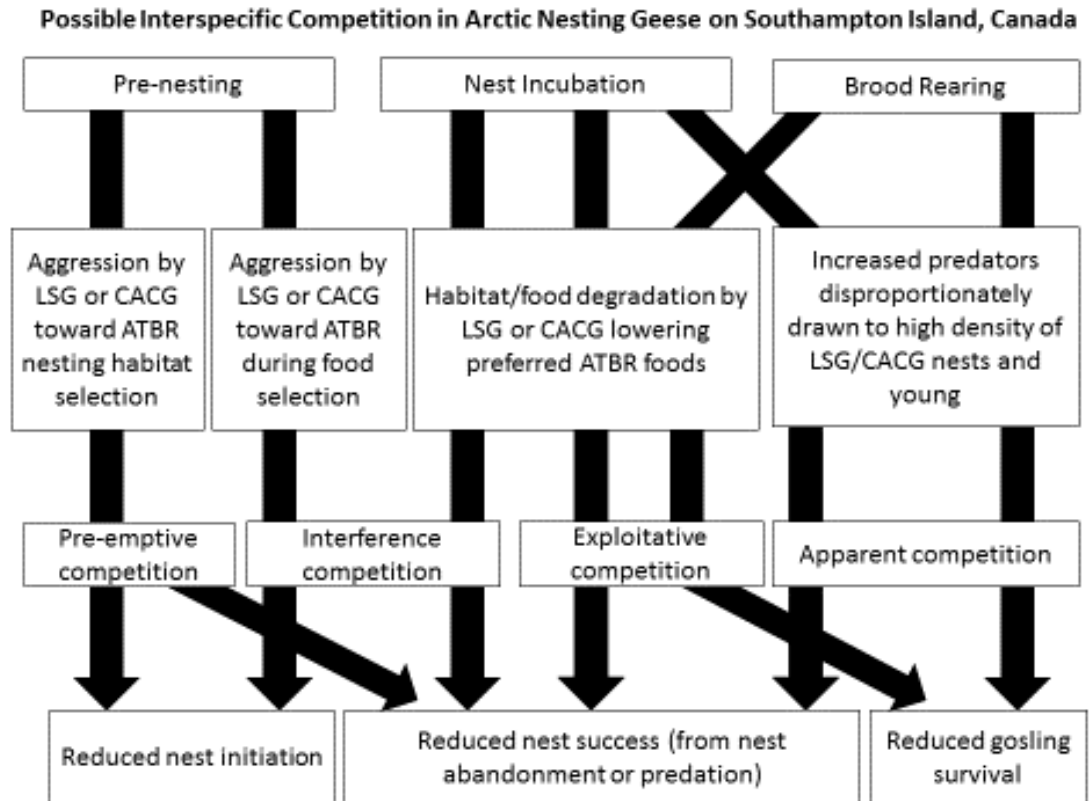 Possible Interspecific Competition in Arctic Nesting Geese on Southampton Island, Canada
Pre-nesting
Nest Incubation
Brood Rearing
Aggression by
LSG or CACG
toward ATBR
nesting habitat
selection
Aggression by
LSG or CACG
toward ATBR
during food
selection
Habitat/food degradation by
LSG or CACG lowering
preferred ATBR foods
Increased predators
disproportionately
drawn to high density of
LSG/CACG nests and
young
Pre-emptive
competition
Interference
competition
Exploitative
competition
Apparent competition
Reduced nest initiation
Reduced nest success (from nest
abandonment or predation)
Reduced gosling
survival